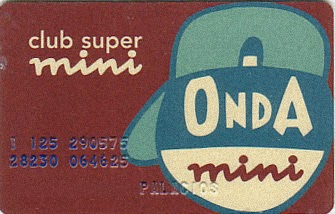 club super
mini
ONDA
mini
1 125 290575
28230 064625
PALACIOS